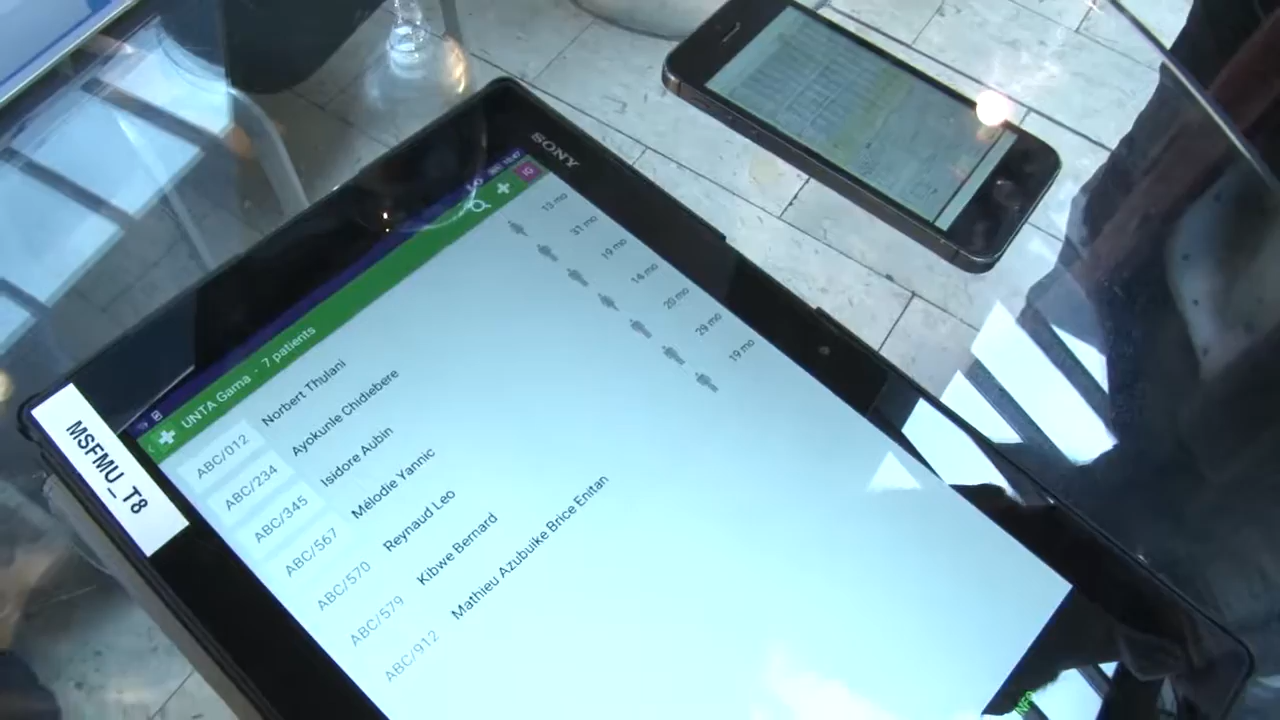 SONY
UNTA Gama - 7 patients
ABC/012 Norbert Thulani 13 mo
ABC/234 Ayokunle Chidiebere 31 mo
ABC/345 Isidore Aubin 19 mo
ABC/567 Mélodie Yannic 14 mo
ABC/570 Reynaud Leo 20 mo
ABC/579 Kibwe Bernard 29 mo
ABC/912 Mathieu Azubuike Brice Enitan 19 mo
MSFMU_T8